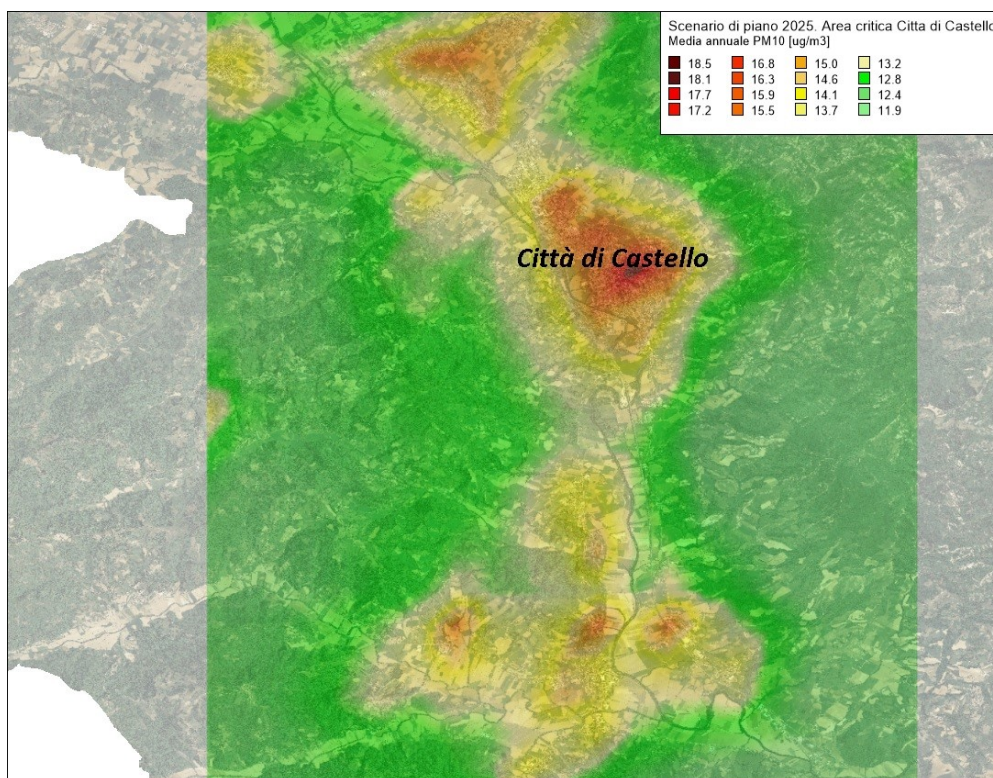 Scenario di piano 2025. Area critica Citta di Castello
Media annuale PM10 [ug/m3]
18.5 16.8 15.0 13.2
18.1 16.3 14.6 12.8
17.7 15.9 14.1 12.4
17.2 15.5 13.7 11.9
Città di Castello